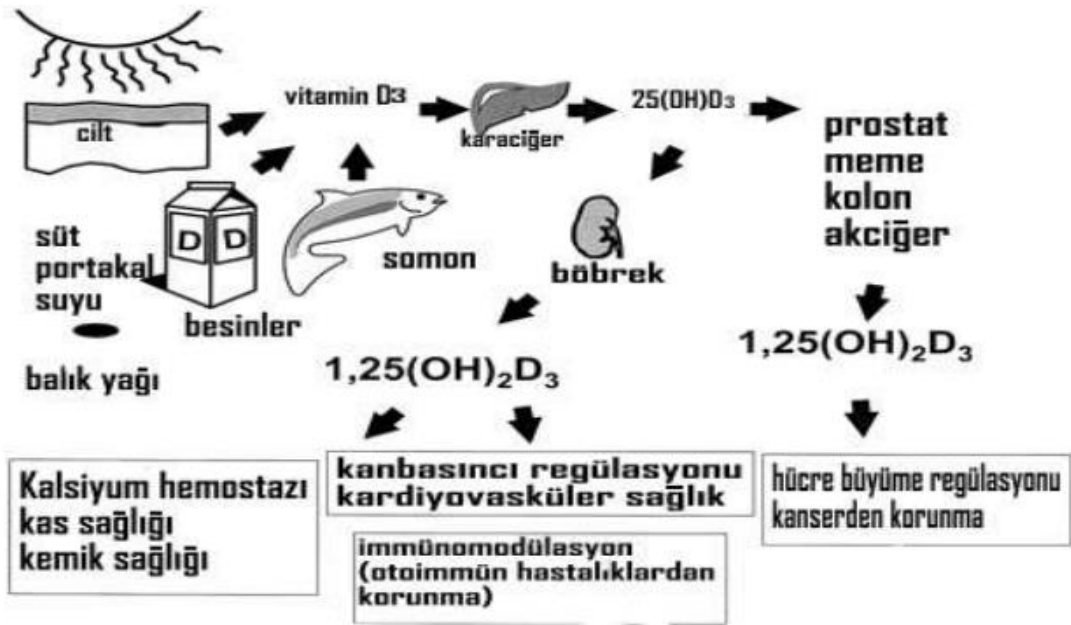 cilt
vitamin D3
karaciğer
25(OH)D₃
prostat
meme
kolon
akciğer
süt
portakal
suyu
D D
besinler
somon
böbrek
balık yağı
1,25(OH)₂D₃
1,25(OH)₂D₃
Kalsiyum hemostazı
kas sağlığı
kemik sağlığı
kanbasıncı regülasyonu
kardiyovasküler sağlık
immünomodülasyon
(otoimmün hastalıklardan
korunma)
hücre büyüme regülasyonu
kanserden korunma